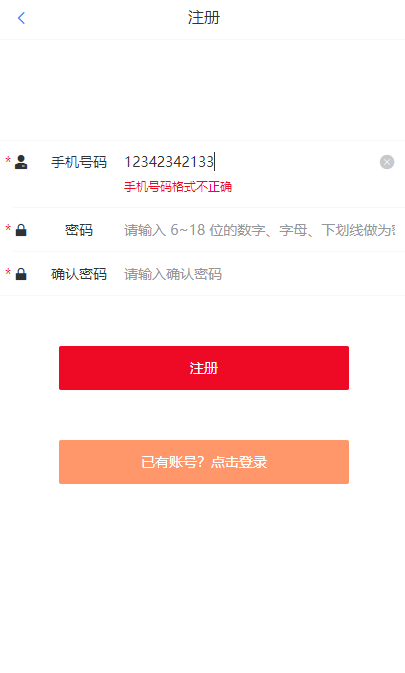 注册
* 手机号码 12342342133
手机号码格式不正确
* 密码 请输入 6~18 位的数字、字母、下划线做为
* 确认密码 请输入确认密码
注册
已有账号？点击登录